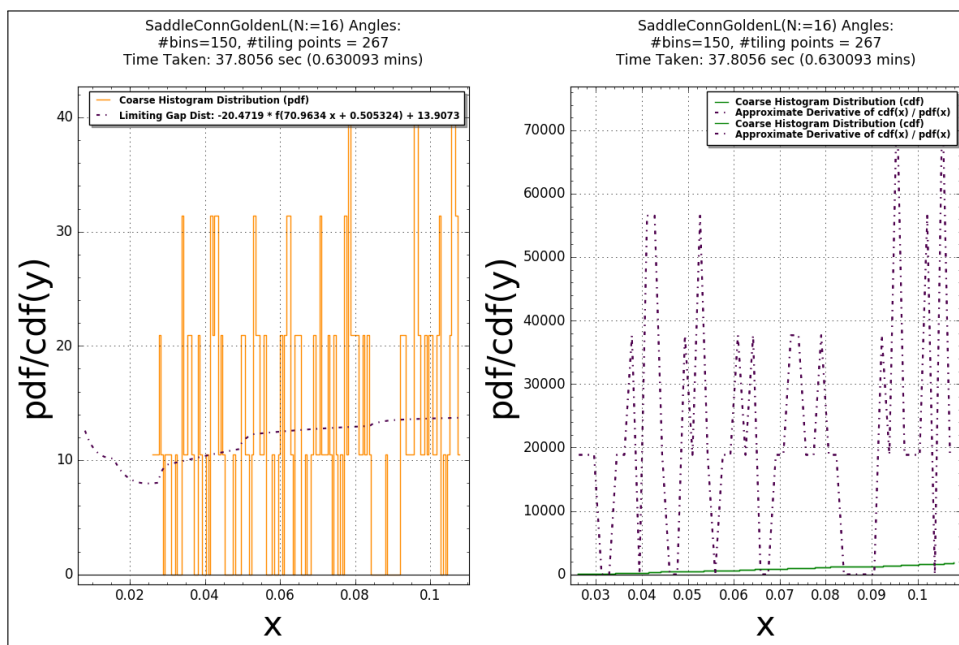 SaddleConnGoldenL(N:=16) Angles:
#bins=150, #tiling points = 267
Time Taken: 37.8056 sec (0.630093 mins)
Coarse Histogram Distribution (pdf)
Limiting Gap Dist: -20.4719 * f(70.9634 x + 0.505324) + 13.9073
40
30
20
10
0
0.02
0.04
0.06
0.08
0.1
pdf/cdf(y)
x
SaddleConnGoldenL(N:=16) Angles:
#bins=150, #tiling points = 267
Time Taken: 37.8056 sec (0.630093 mins)
Coarse Histogram Distribution (cdf)
Approximate Derivative of cdf(x) / pdf(x)
Coarse Histogram Distribution (cdf)
Approximate Derivative of cdf(x) / pdf(x)
70000
60000
50000
40000
30000
20000
10000
0
0.03
0.04
0.05
0.06
0.07
0.08
0.09
0.1
pdf/cdf(y)
x